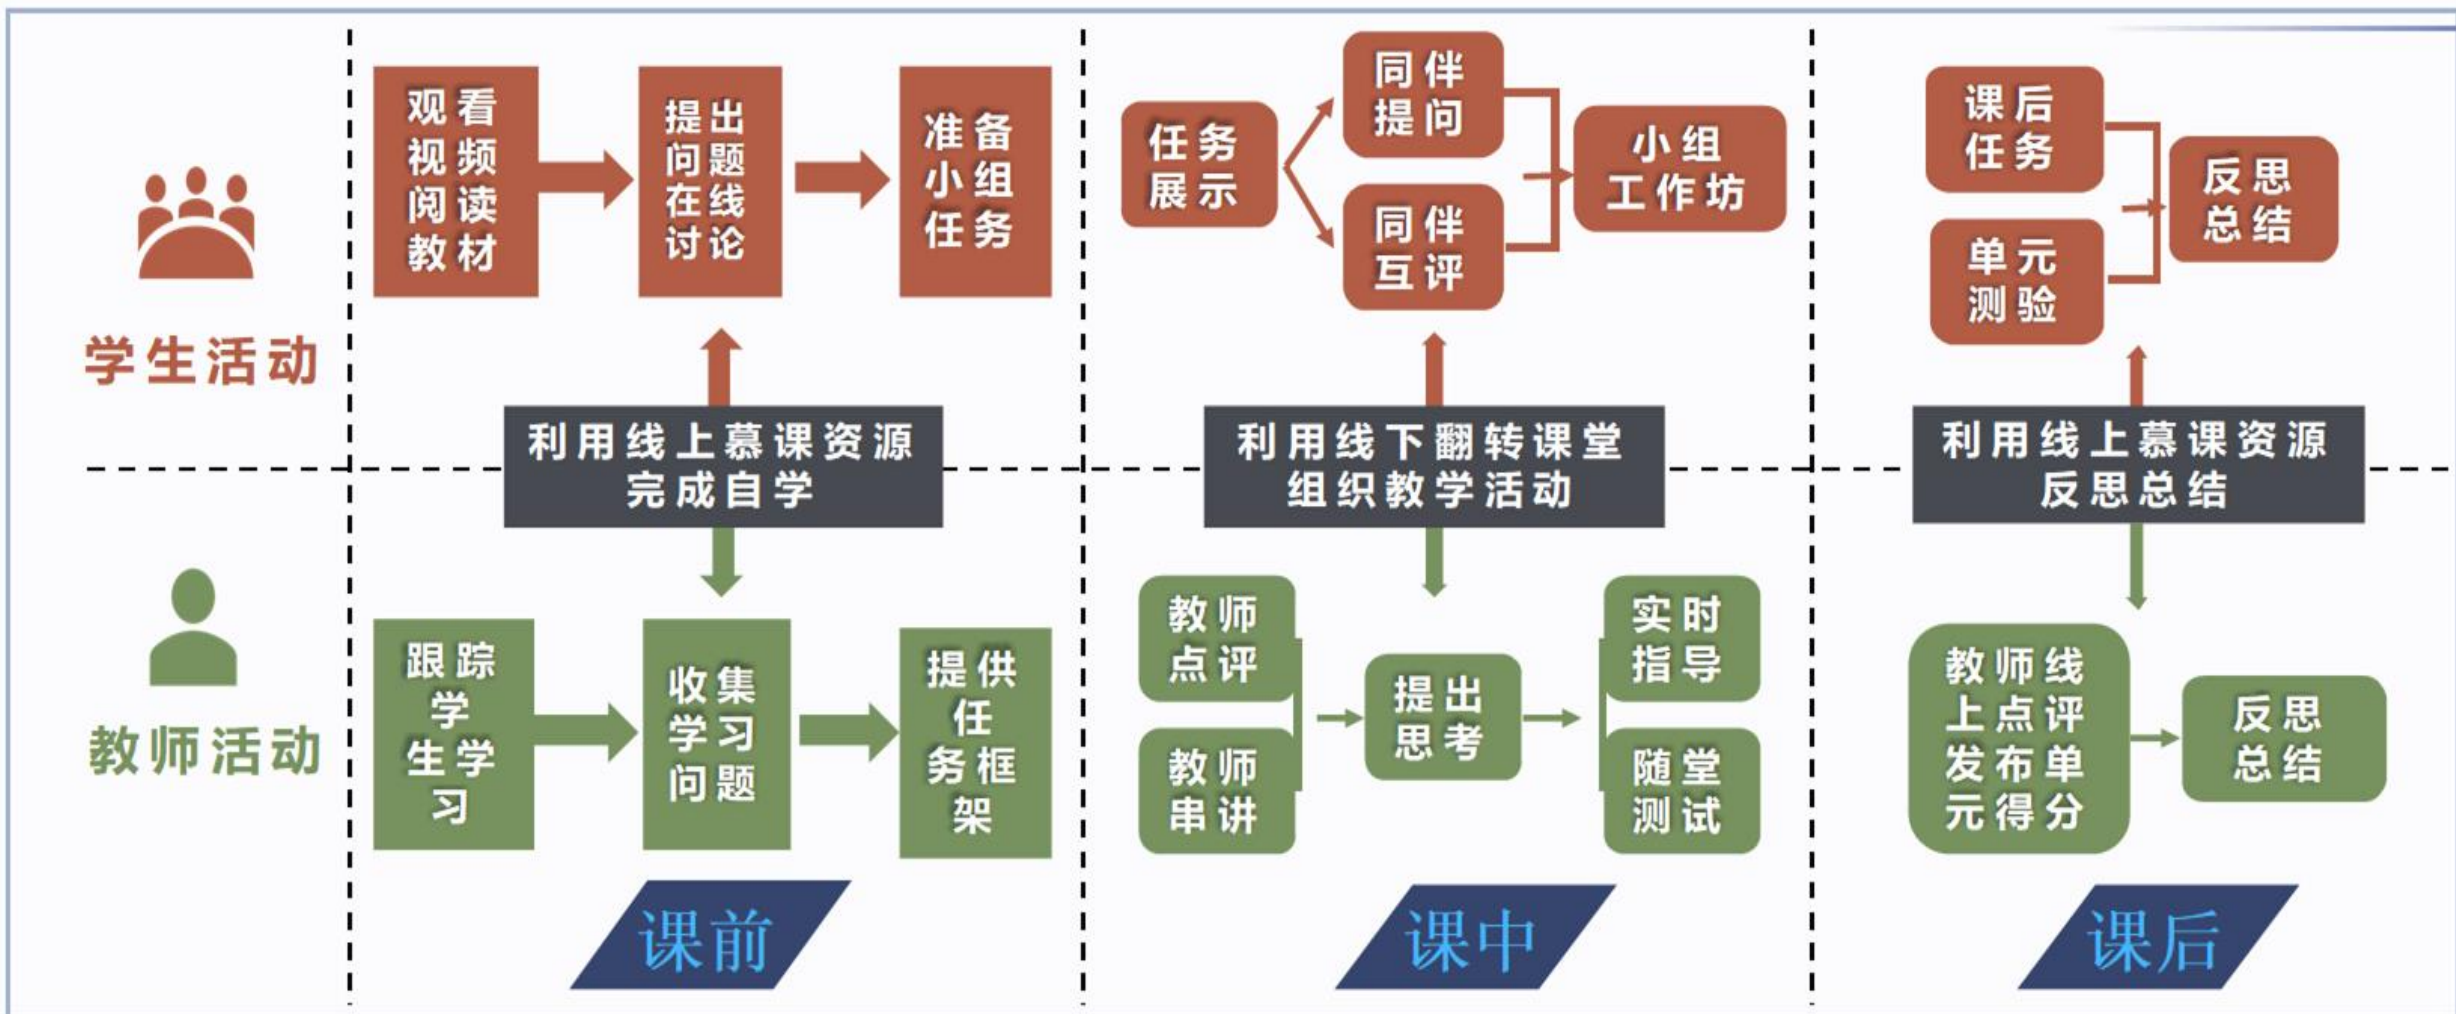 学生活动
观看
视频
阅读
教材
提出
问题
在线
讨论
准备
小组
任务
任务
展示
同伴
提问
同伴
互评
小组
工作坊
课后
任务
单元
测验
反思
总结
利用线上慕课资源
完成自学
利用线下翻转课堂
组织教学活动
利用线上慕课资源
反思总结
教师活动
跟踪
学
生学
习
收集
学习
问题
提供
任
务框
架
教师
点评
教师
串讲
提出
思考
实时
指导
随堂
测试
教师线
上点评
发布单
元得分
反思
总结
课前
课中
课后